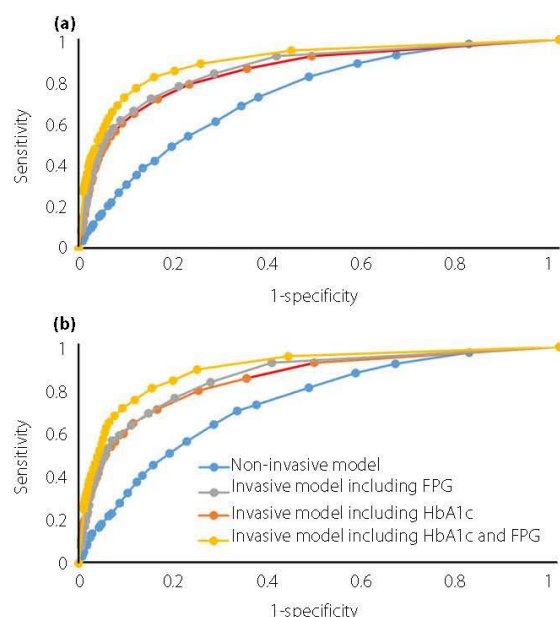 (a)
1
0.8
0.6
0.4
0.2
0
Sensitivity
0 0.2 0.4 0.6 0.8 1
1-specificity
(b)
1
0.8
0.6
0.4
0.2
0
Sensitivity
Non-invasive model
Invasive model including FPG
Invasive model including HbA1c
Invasive model including HbA1c and FPG
0 0.2 0.4 0.6 0.8 1
1-specificity